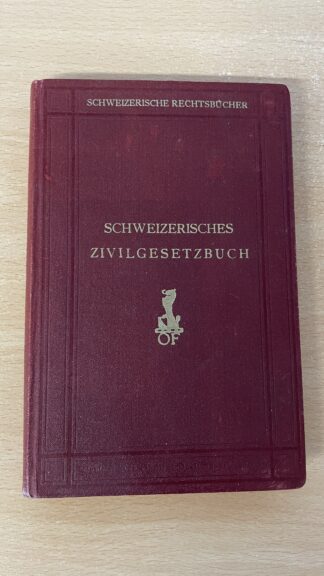 SCHWEIZERISCHE RECHTSBÜCHER
SCHWEIZERISCHES
ZIVILGESETZBUCH
OF